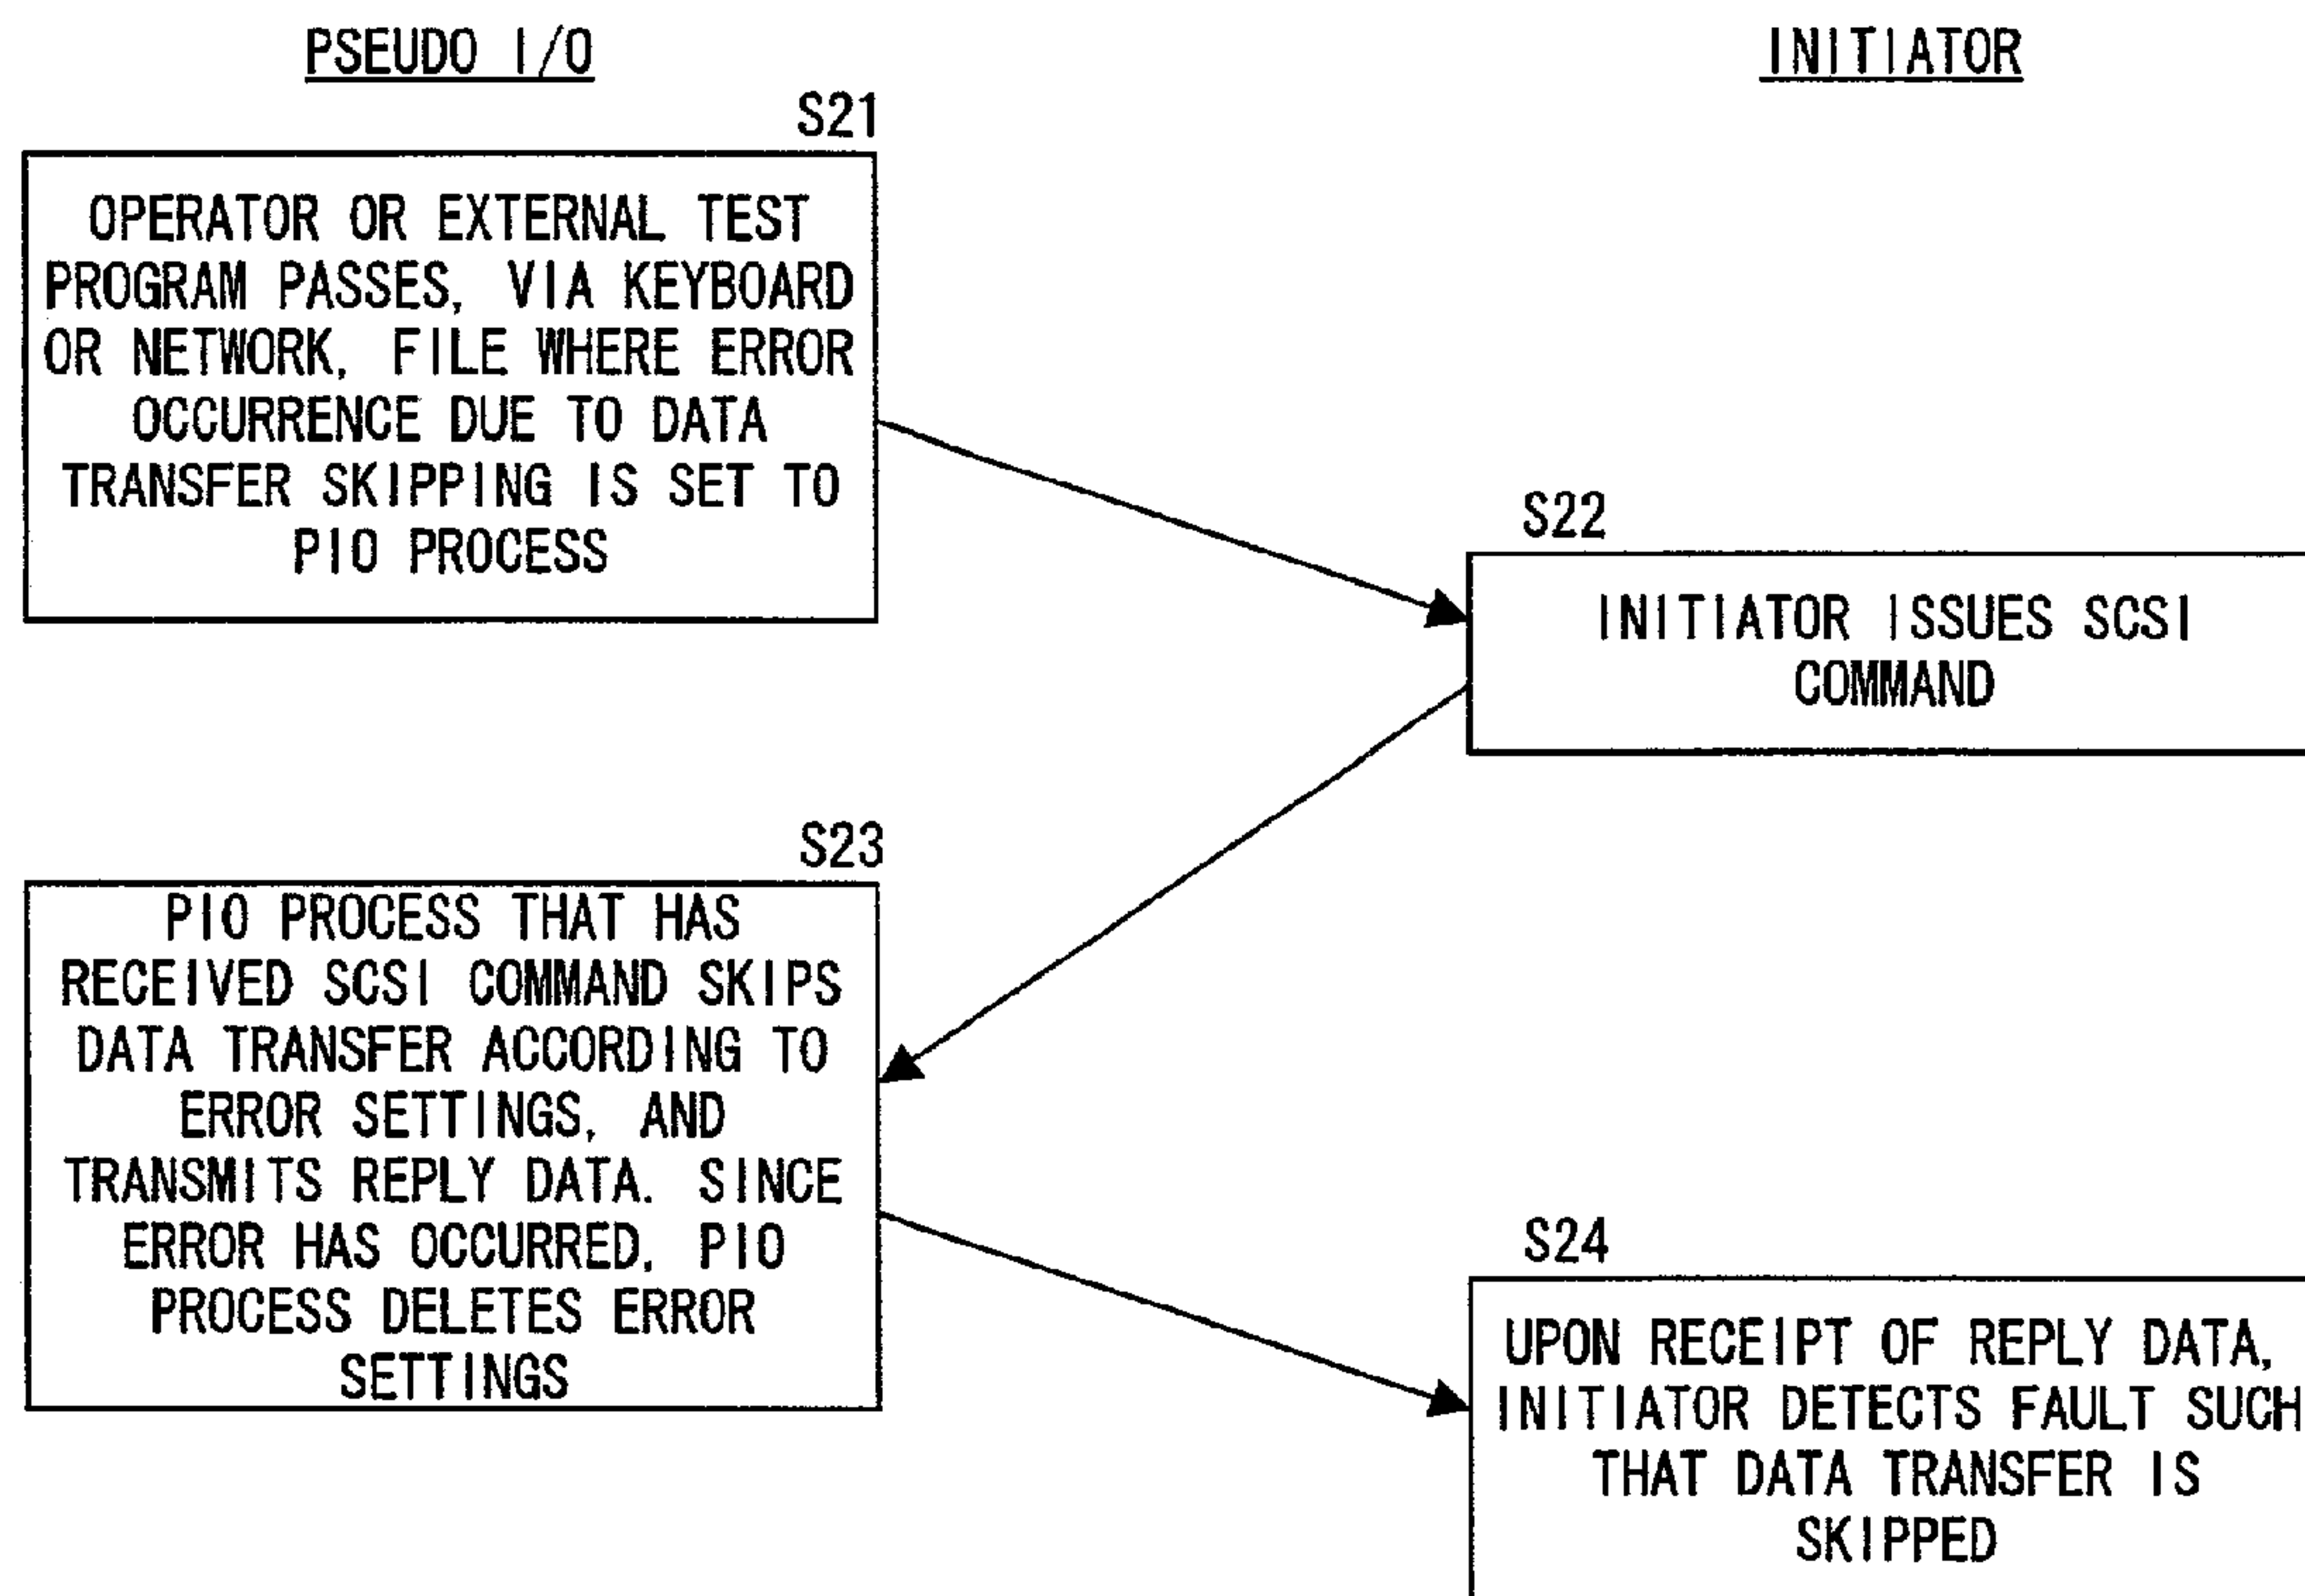 PSEUDO I/O
INITIATOR
S21
OPERATOR OR EXTERNAL TEST
PROGRAM PASSES, VIA KEYBOARD
OR NETWORK, FILE WHERE ERROR
OCCURRENCE DUE TO DATA
TRANSFER SKIPPING IS SET TO
PIO PROCESS
S22
INITIATOR ISSUES SCSI
COMMAND
S23
PIO PROCESS THAT HAS
RECEIVED SCSI COMMAND SKIPS
DATA TRANSFER ACCORDING TO
ERROR SETTINGS, AND
TRANSMITS REPLY DATA. SINCE
ERROR HAS OCCURRED, PIO
PROCESS DELETES ERROR
SETTINGS
S24
UPON RECEIPT OF REPLY DATA,
INITIATOR DETECTS FAULT SUCH
THAT DATA TRANSFER IS
SKIPPED